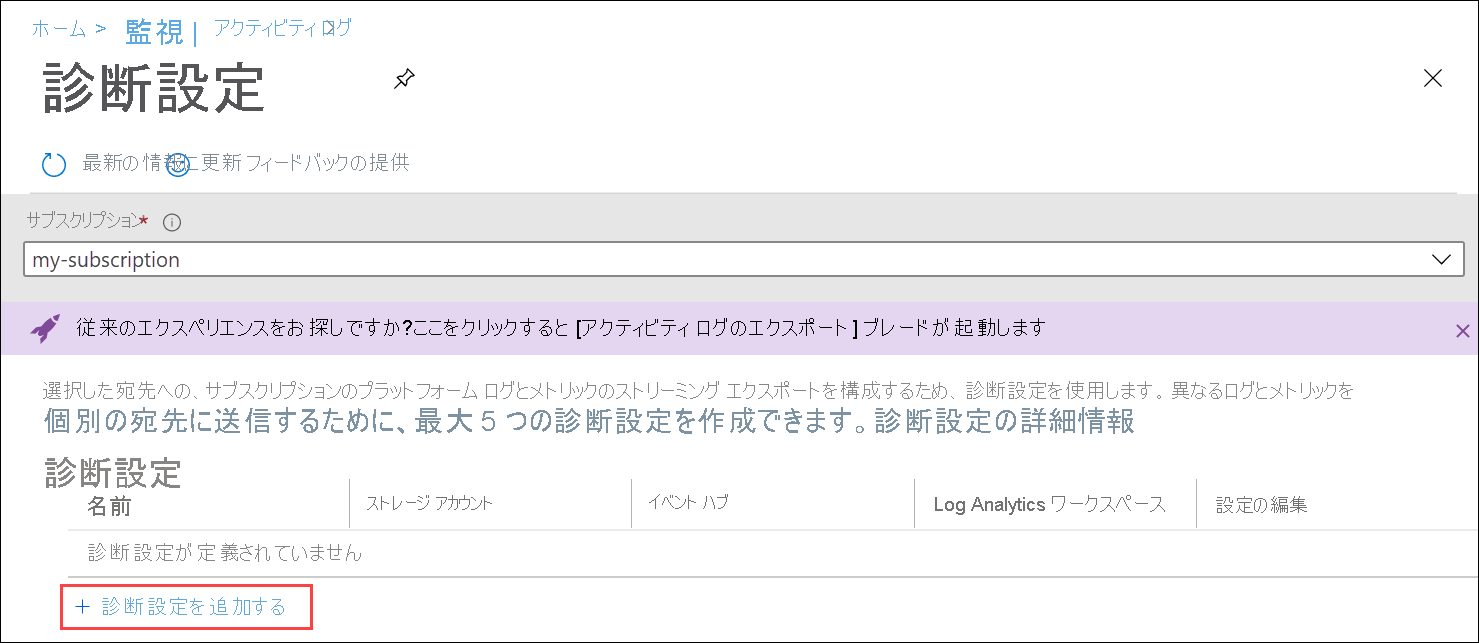 ホーム > 監視 | アクティビティ ログ
診断設定
最新の情報に更新 フィードバックの提供
サブスクリプション*
my-subscription
従来のエクスペリエンスをお探しですか?ここをクリックすると [アクティビティ ログのエクスポート] ブレードが起動します
選択した宛先への、サブスクリプションのプラットフォーム ログとメトリックのストリーミング エクスポートを構成するため、診断設定を使用します。異なるログとメトリックを
個別の宛先に送信するために、最大 5 つの診断設定を作成できます。診断設定の詳細情報
診断設定
名前 ストレージ アカウント イベント ハブ Log Analytics ワークスペース 設定の編集
診断設定が定義されていません
+ 診断設定を追加する